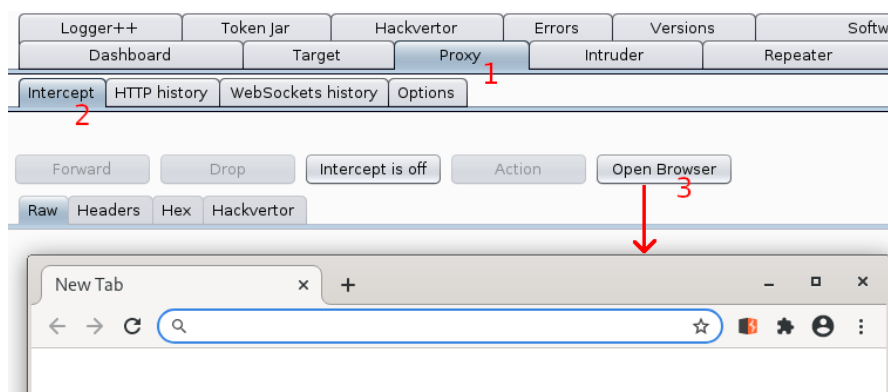 Logger++ Token Jar Hackvertor Errors Versions Softw
Dashboard Target Proxy Intruder Repeater
1
Intercept HTTP history WebSockets history Options
2
Forward Drop Intercept is off Action Open Browser
3
Raw Headers Hex Hackvertor
New Tab